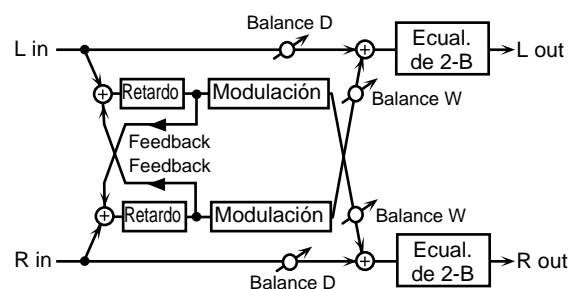 Balance D
L in
Ecual.
de 2-B
L out
Retardo
Modulación
Balance W
Feedback
Feedback
Retardo
Modulación
Balance W
R in
Balance D
Ecual.
de 2-B
R out